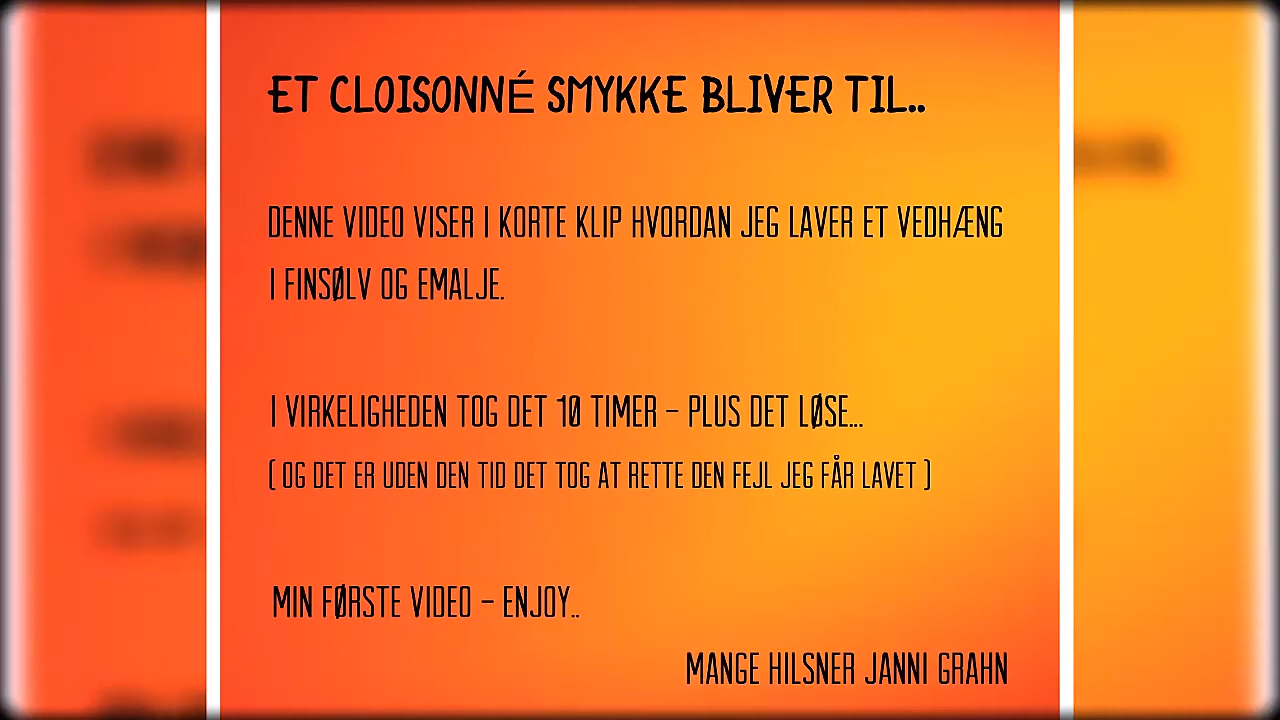 ET CLOISONNÉ SMYKKE BLIVER TIL..
DENNE VIDEO VISER I KORTE KLIP HVORDAN JEG LAVER ET VEDHÆNG
I FINSØLV OG EMALJE.
I VIRKELIGHEDEN TOG DET 10 TIMER - PLUS DET LØSE...
( OG DET ER UDEN DEN TID DET TOG AT RETTE DEN FEJL JEG FÅR LAVET )
MIN FØRSTE VIDEO - ENJOY..
MANGE HILSNER JANNI GRAHN